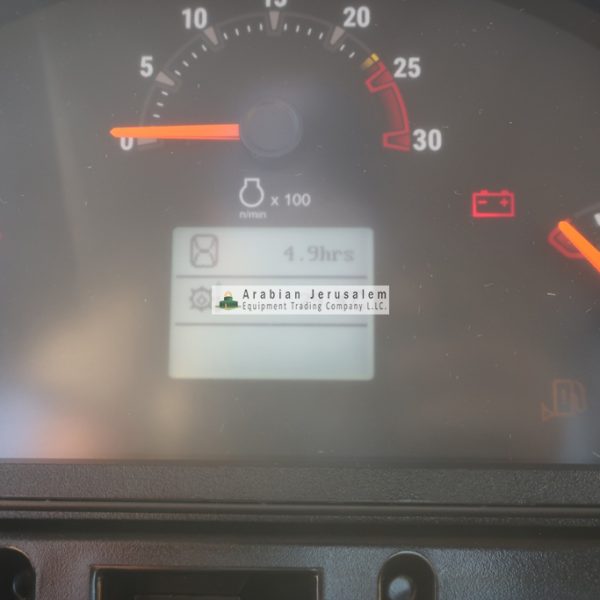 15
10 20
5 25
0 30
x 100
n/min
4.9hrs
Arabian Jerusalem
Equipment Trading Company L.L.C.